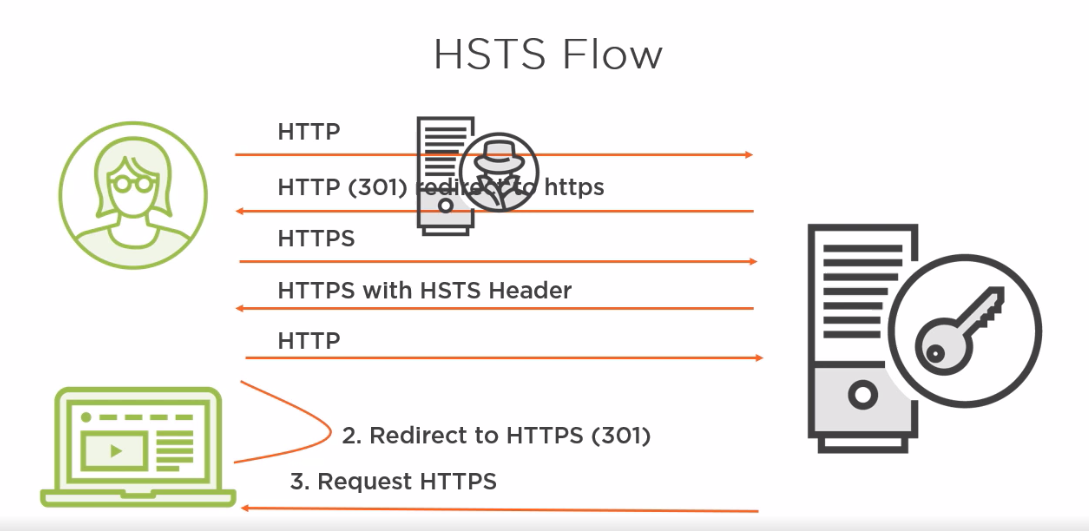 HSTS Flow
HTTP
HTTP (301) redirect to https
HTTPS
HTTPS with HSTS Header
HTTP
2. Redirect to HTTPS (301)
3. Request HTTPS